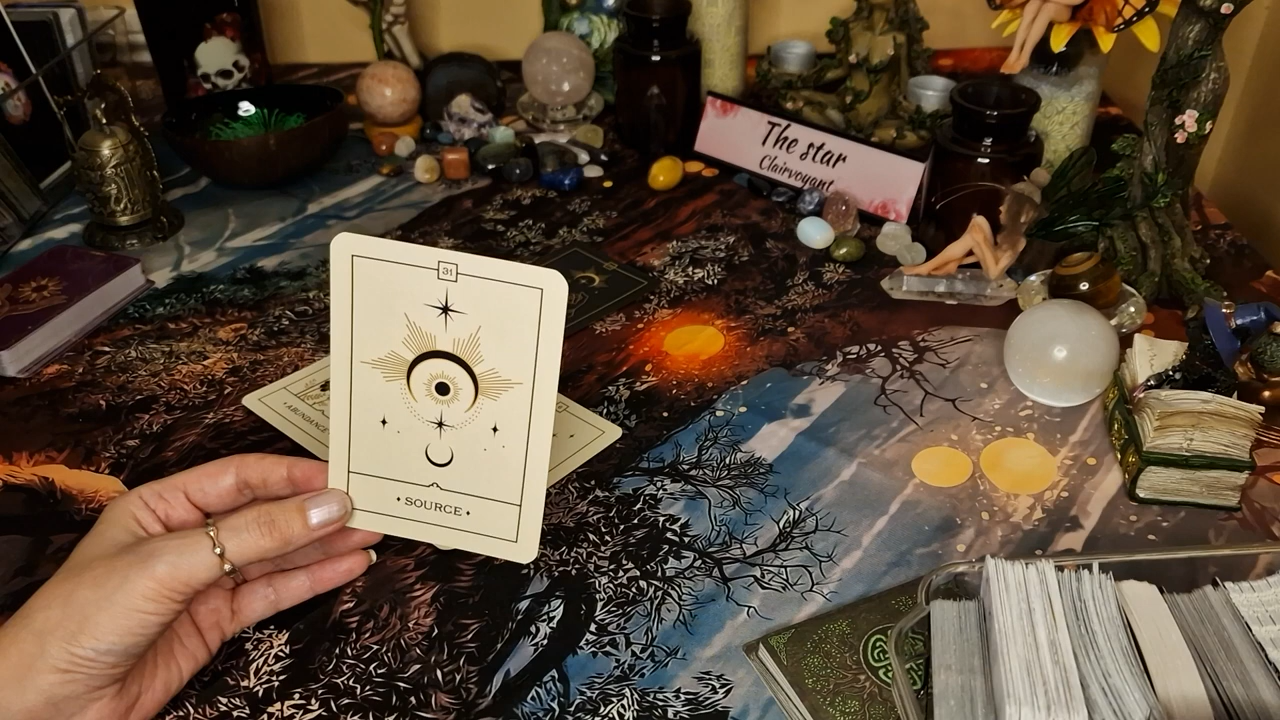 The star
Clairvoyant
31
• SOURCE •
• ABUNDANCE